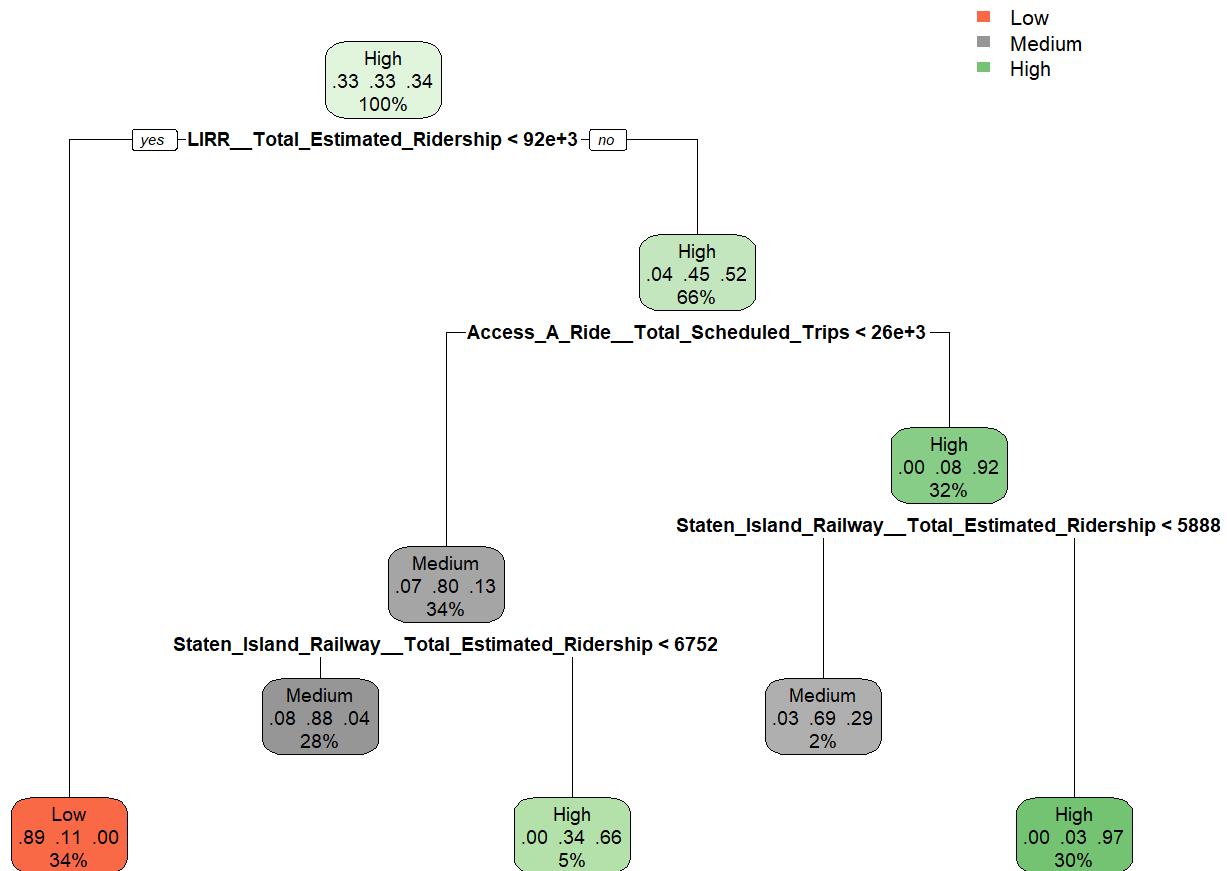 Low
Medium
High
High
.33 .33 .34
100%
yes LIRR__Total_Estimated_Ridership < 92e+3 no
High
.04 .45 .52
66%
Access_A_Ride__Total_Scheduled_Trips < 26e+3
High
.00 .08 .92
32%
Staten_Island_Railway__Total_Estimated_Ridership < 5888
Medium
.07 .80 .13
34%
Staten_Island_Railway__Total_Estimated_Ridership < 6752
Medium
.08 .88 .04
28%
Medium
.03 .69 .29
2%
Low
.89 .11 .00
34%
High
.00 .34 .66
5%
High
.00 .03 .97
30%